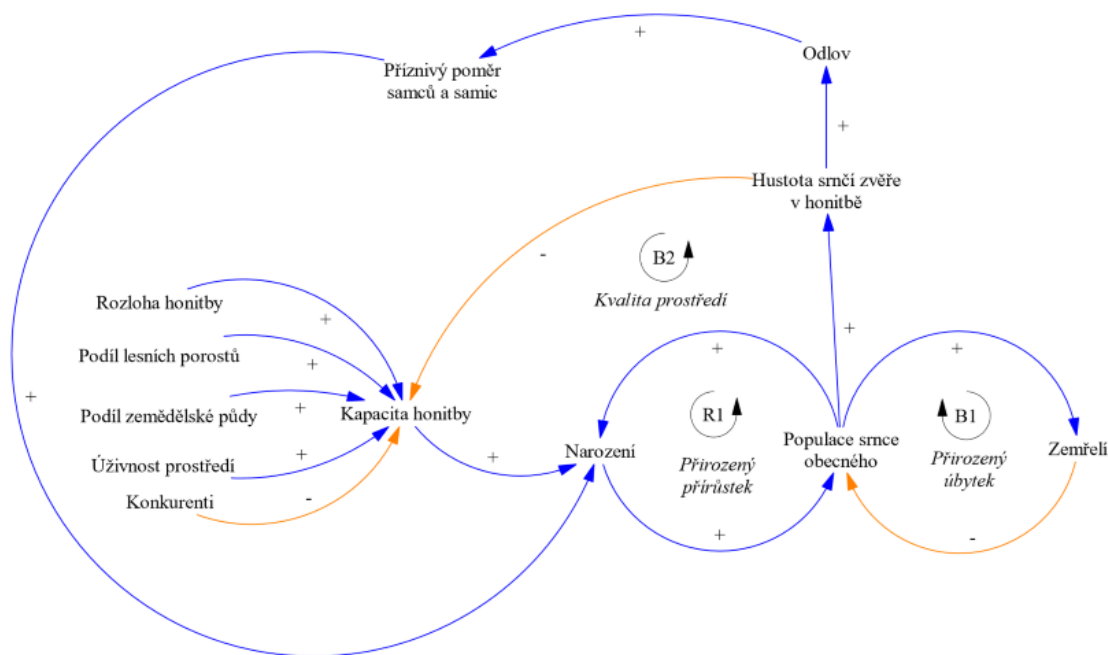 +
Odlov
Příznivý poměr
samců a samic
+
Hustota srnčí zvěře
v honitbě
-
B2
Kvalita prostředí
Rozloha honitby
+
+
Podíl lesních porostů
+
+
+
Podíl zemědělské půdy
+
Kapacita honitby
+
R1
B1
Populace srnce
obecného
Narození
Zemřelí
Přirozený
přírůstek
Přirozený
úbytek
Úživnost prostředí
+
+
Konkurenti
-
+
-